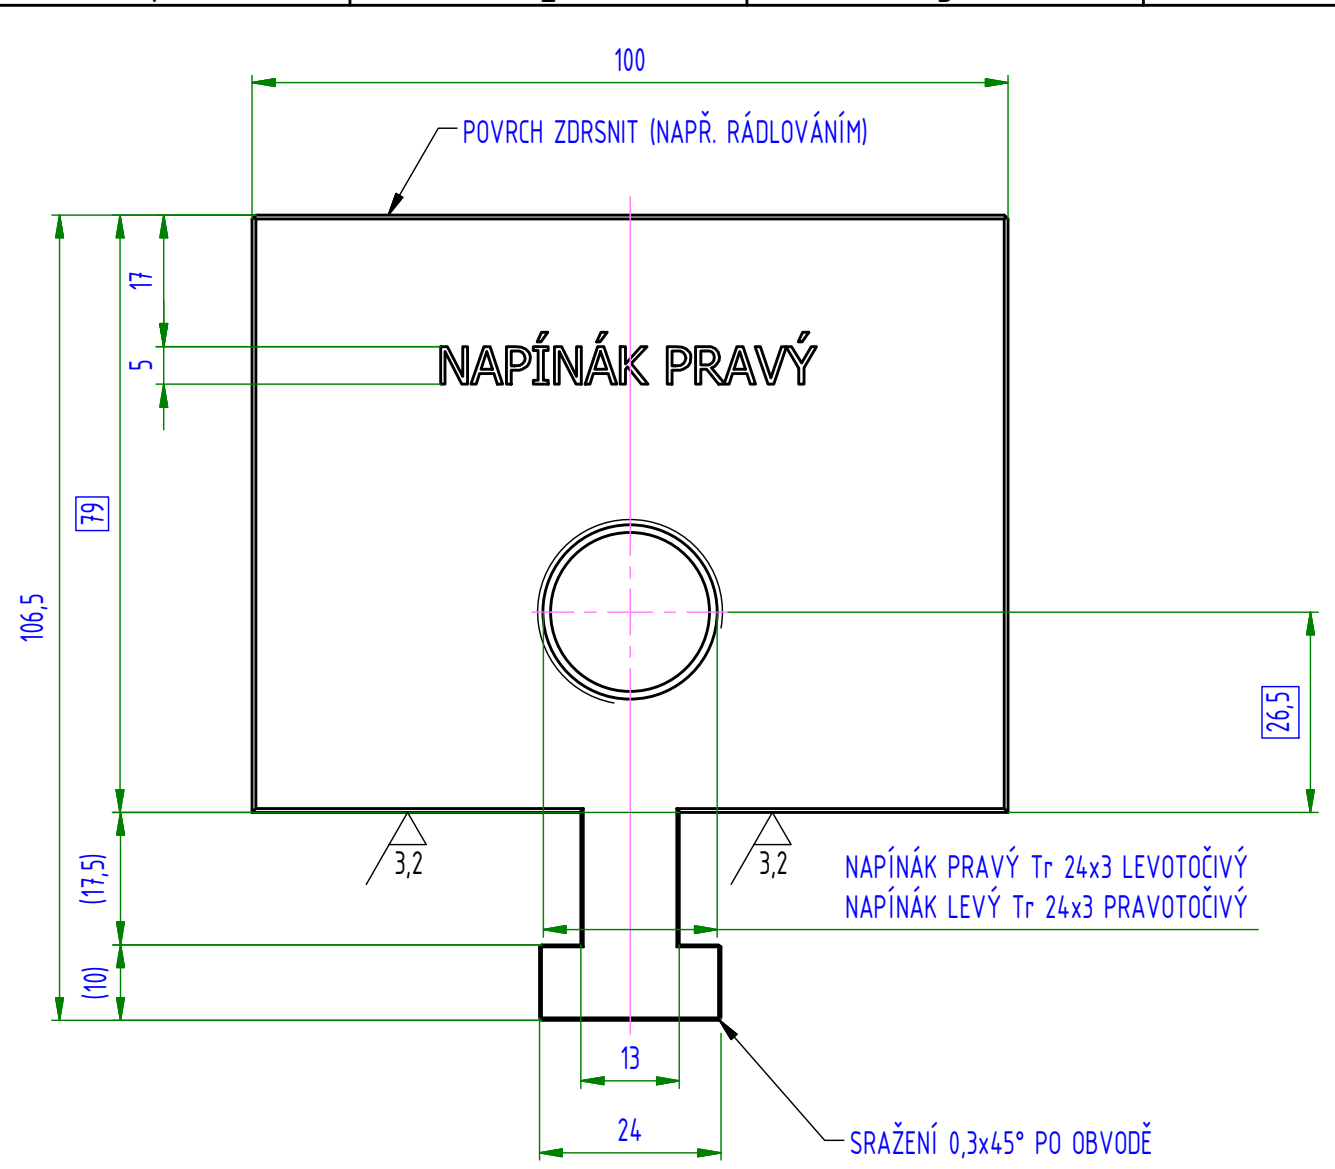 100
POVRCH ZDRSNIT (NAPŘ. RÁDLOVÁNÍM)
17
5
NAPÍNÁK PRAVÝ
79
106,5
26,5
3,2
3,2
(17,5)
NAPÍNÁK PRAVÝ Tr 24x3 LEVOTOČIVÝ
NAPÍNÁK LEVÝ Tr 24x3 PRAVOTOČIVÝ
(10)
13
24
SRAŽENÍ 0,3x45° PO OBVODĚ